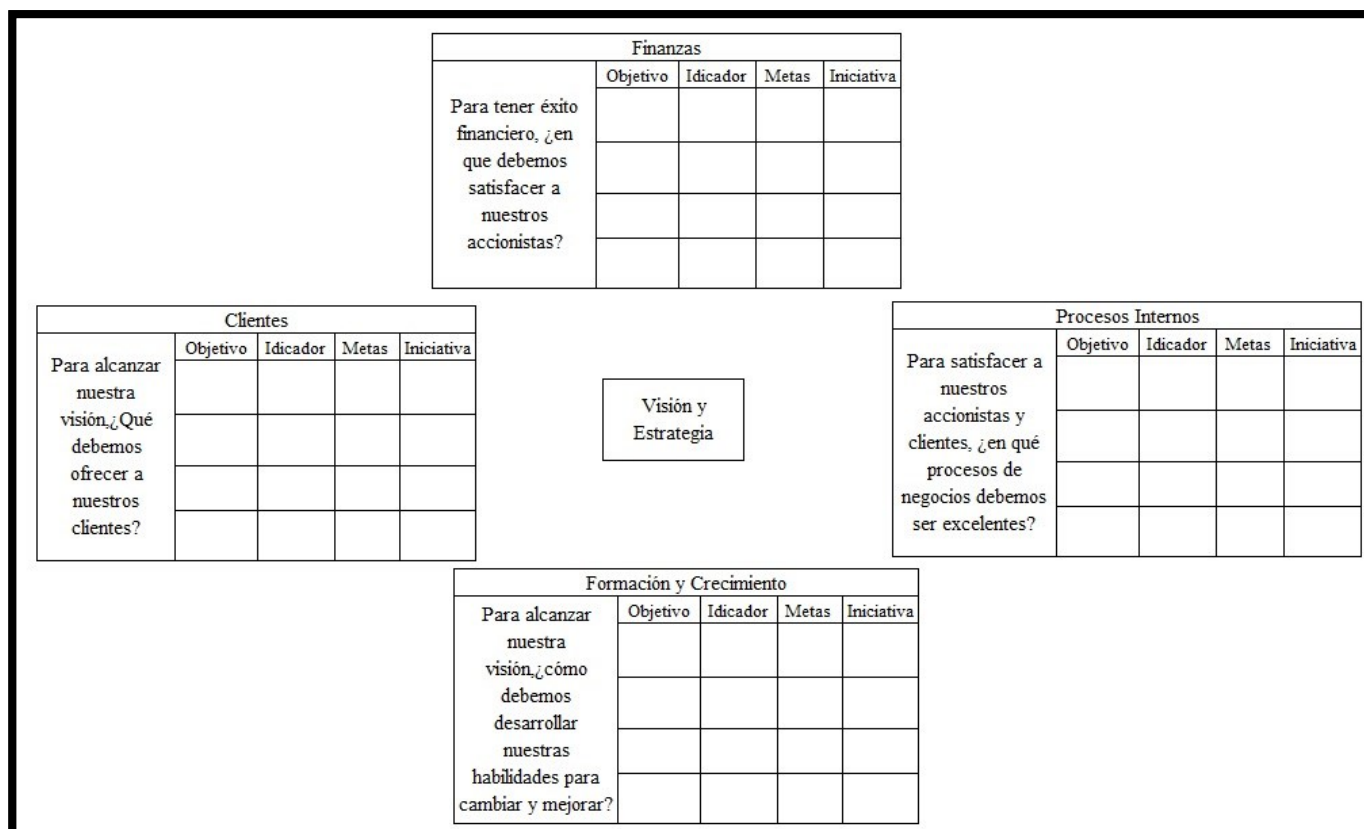 Finanzas
Objetivo Idicador Metas Iniciativa
Para tener éxito
financiero, ¿en
que debemos
satisfacer a
nuestros
accionistas?
Clientes
Objetivo Idicador Metas Iniciativa
Para alcanzar
nuestra
visión,¿Qué
debemos
ofrecer a
nuestros
clientes?
Visión y
Estrategia
Procesos Internos
Objetivo Idicador Metas Iniciativa
Para satisfacer a
nuestros
accionistas y
clientes, ¿en qué
procesos de
negocios debemos
ser excelentes?
Formación y Crecimiento
Objetivo Idicador Metas Iniciativa
Para alcanzar
nuestra
visión,¿cómo
debemos
desarrollar
nuestras
habilidades para
cambiar y mejorar?